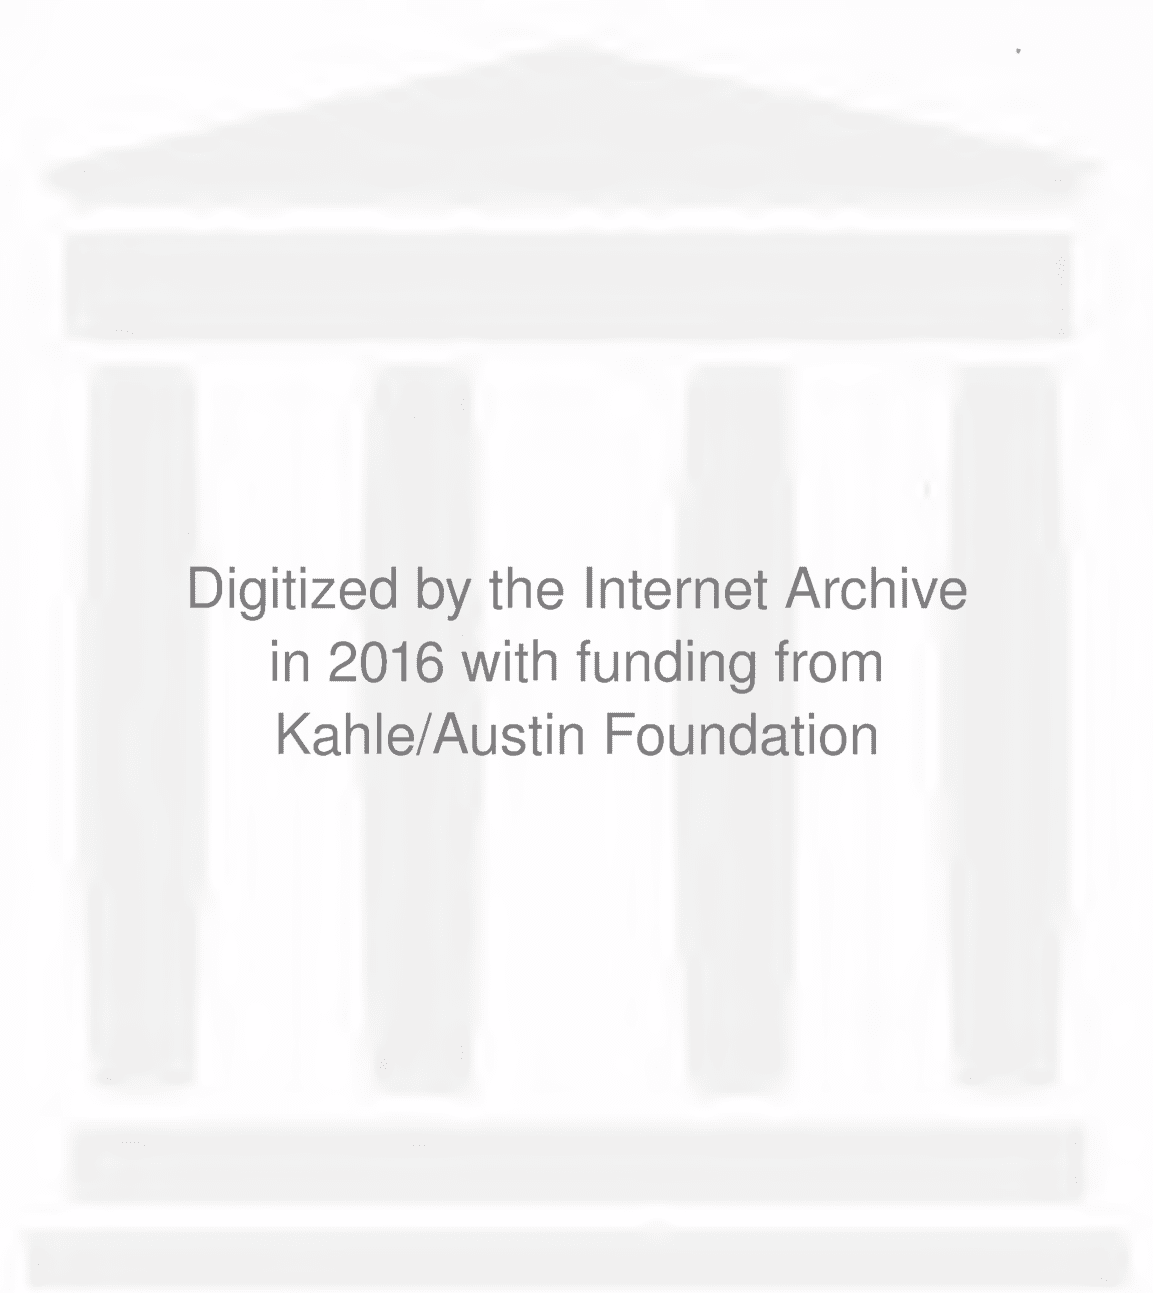 Digitized by the Internet Archive
in 2016 with funding from
Kahle/Austin Foundation